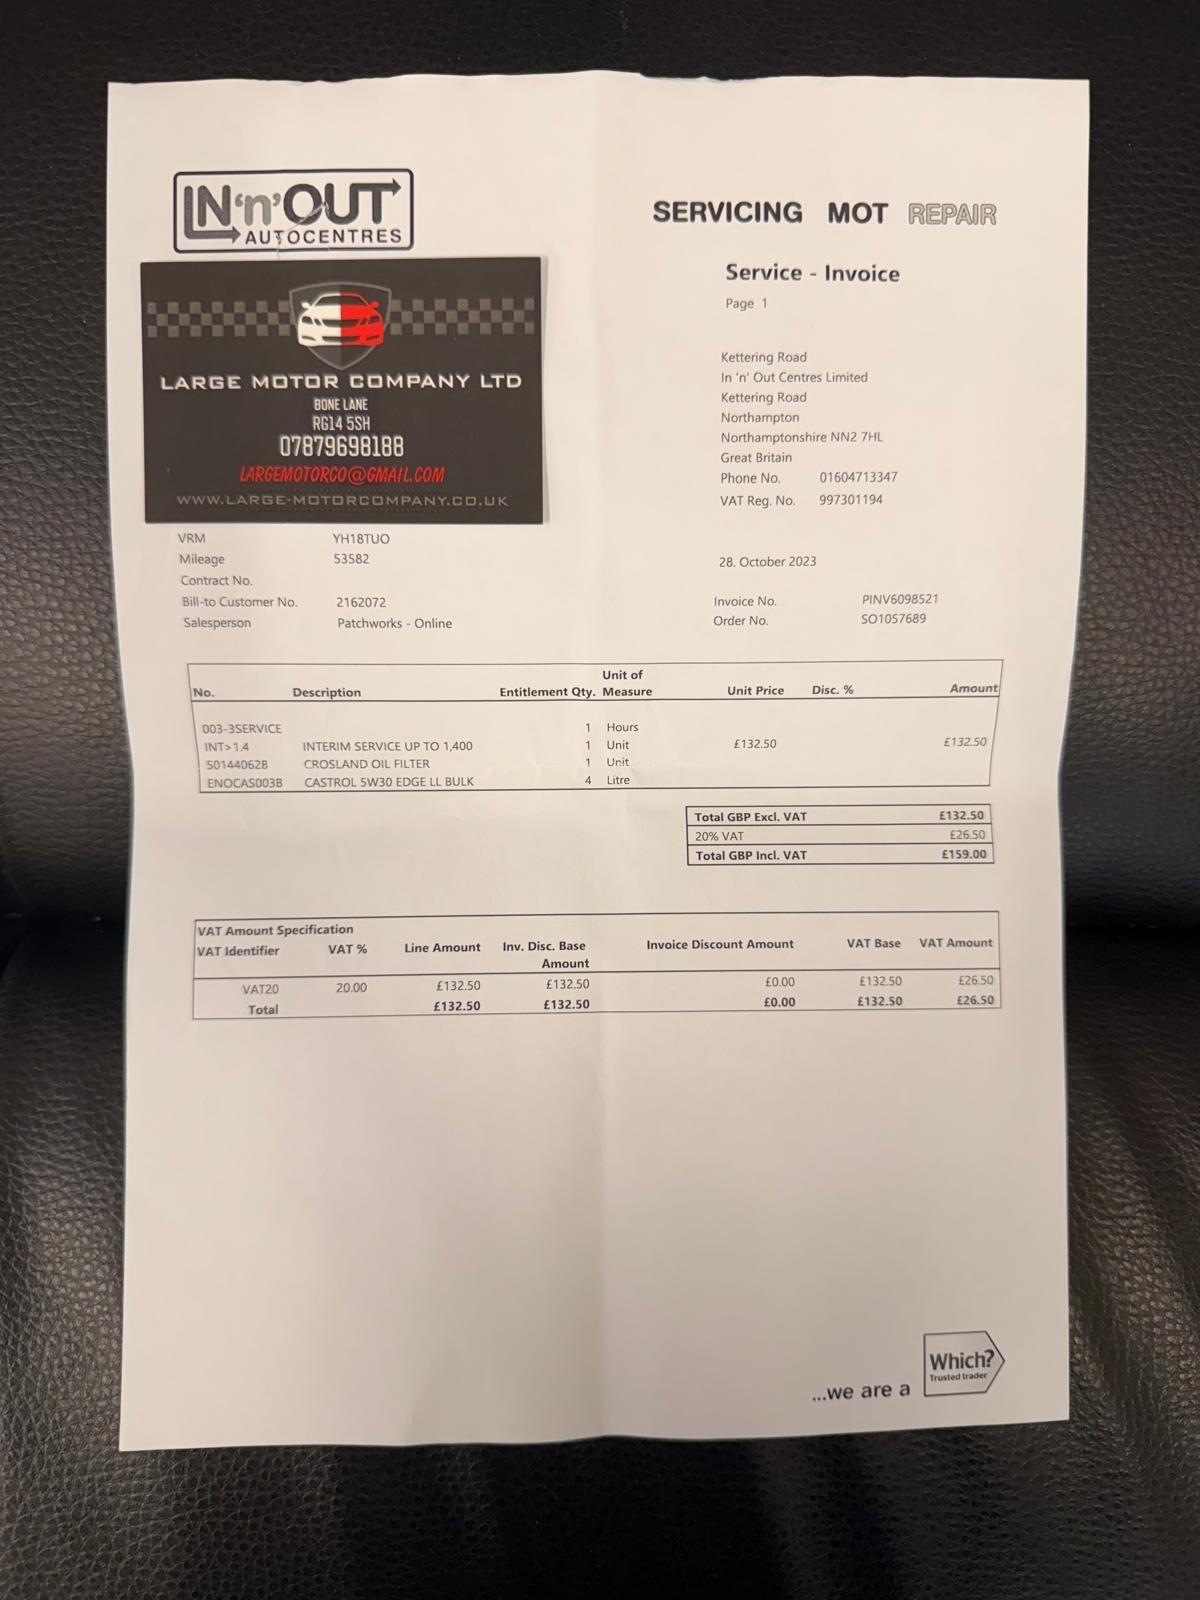 IN'n'OUT
AUTOCENTRES
SERVICING MOT REPAIR
Service - Invoice
Page 1
LARGE MOTOR COMPANY LTD
BONE LANE
RG14 5SH
07879698188
LARGEMOTORCO@GMAIL.COM
WWW.LARGE-MOTORCOMPANY.CO.UK
Kettering Road
In 'n' Out Centres Limited
Kettering Road
Northampton
Northamptonshire NN2 7HL
Great Britain
Phone No. 01604713347
VAT Reg. No. 997301194
VRM YH18TUO
Mileage 53582
Contract No.
Bill-to Customer No. 2162072
Salesperson Patchworks - Online
28. October 2023
Invoice No. PINV6098521
Order No. SO1057689
No. Description Entitlement Qty. Unit of Measure Unit Price Disc. % Amount
003-3SERVICE 1 Hours
INT>1.4 INTERIM SERVICE UP TO 1,400 1 Unit £132.50 £132.50
501440628 CROSLAND OIL FILTER 1 Unit
ENOCAS003B CASTROL 5W30 EDGE LL BULK 4 Litre
Total GBP Excl. VAT £132.50
20% VAT £26.50
Total GBP Incl. VAT £159.00
VAT Amount Specification
VAT Identifier VAT % Line Amount Inv. Disc. Base Amount Invoice Discount Amount VAT Base VAT Amount
VAT20 20.00 £132.50 £132.50 £0.00 £132.50 £26.50
Total £132.50 £132.50 £0.00 £132.50 £26.50
...we are a
Which?
Trusted trader